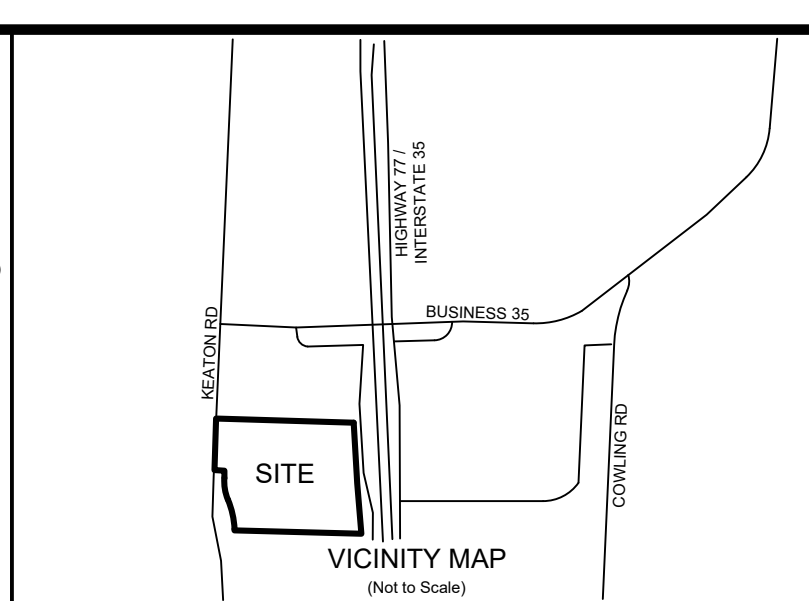 HIGHWAY 77 /
INTERSTATE 35
BUSINESS 35
KEATON RD
COWLING RD
SITE
VICINITY MAP
(Not to Scale)